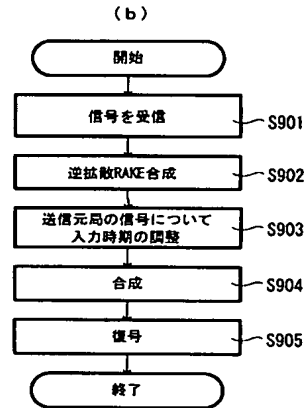 (b)
開始
信号を受信
S901
逆拡散RAKE合成
S902
送信元局の信号について
入力時期の調整
S903
合成
S904
復号
S905
終了